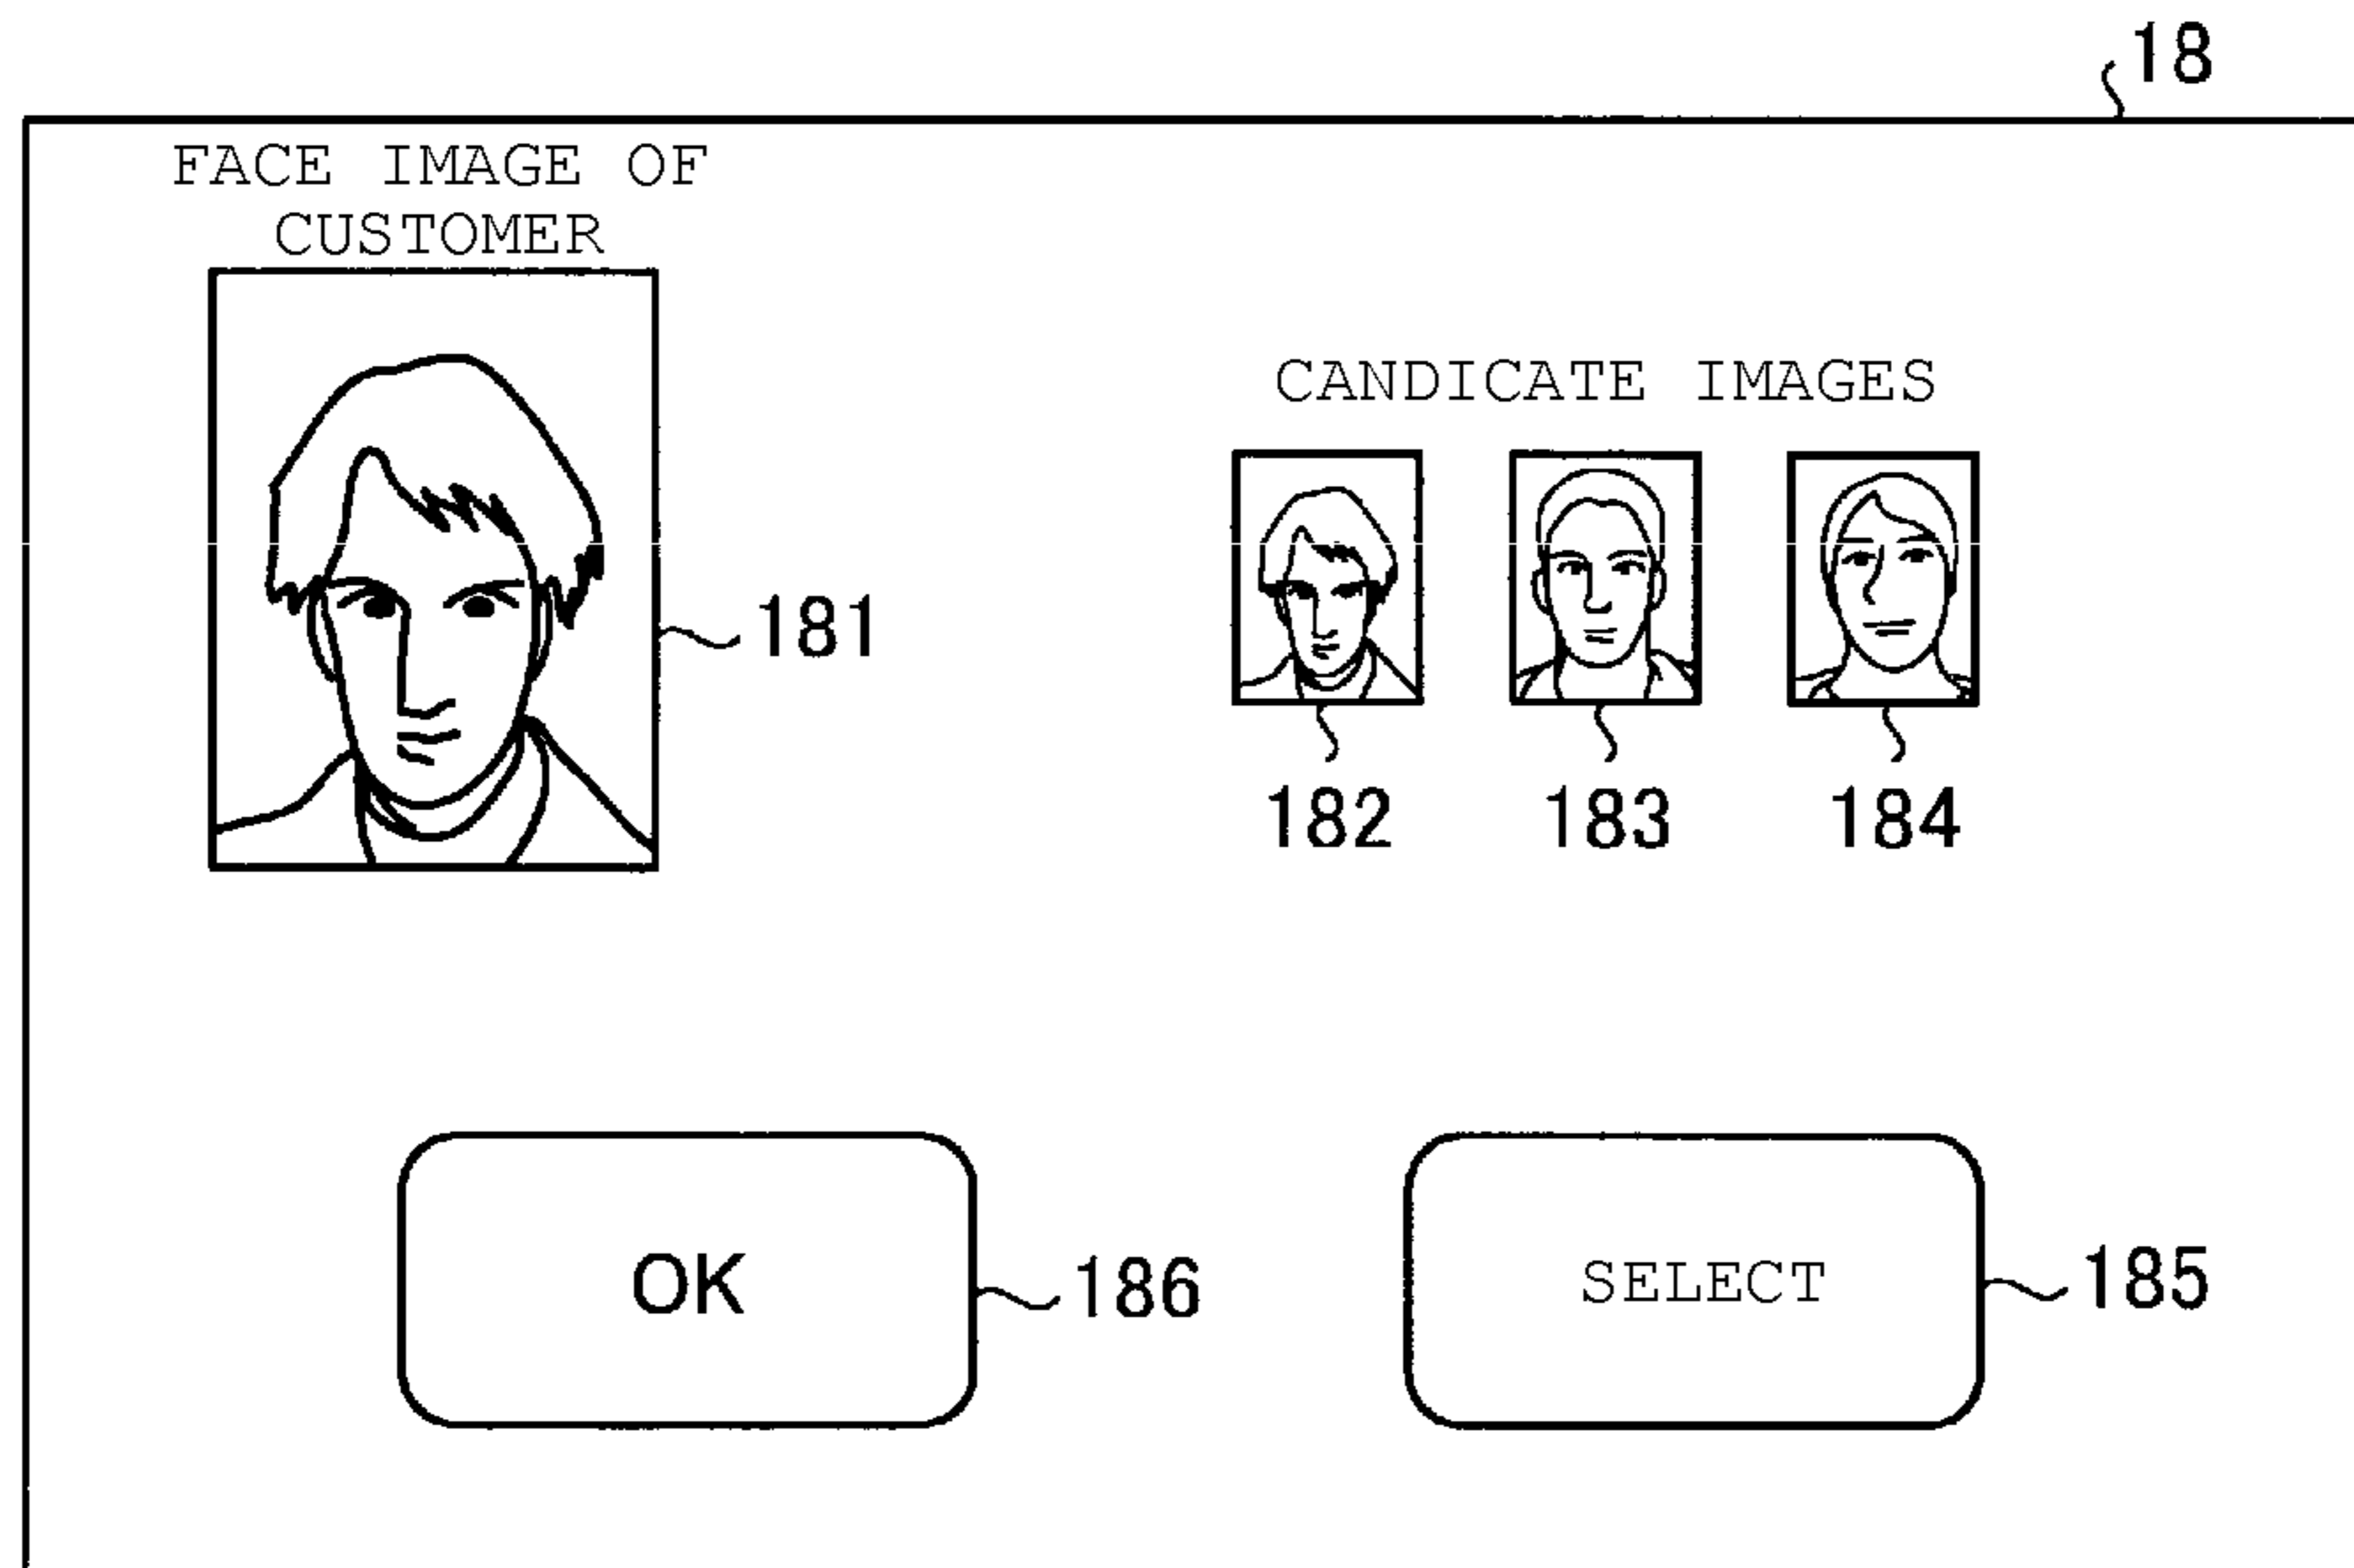 18
FACE IMAGE OF
CUSTOMER
181
CANDICATE IMAGES
182 183 184
OK
186
SELECT
185